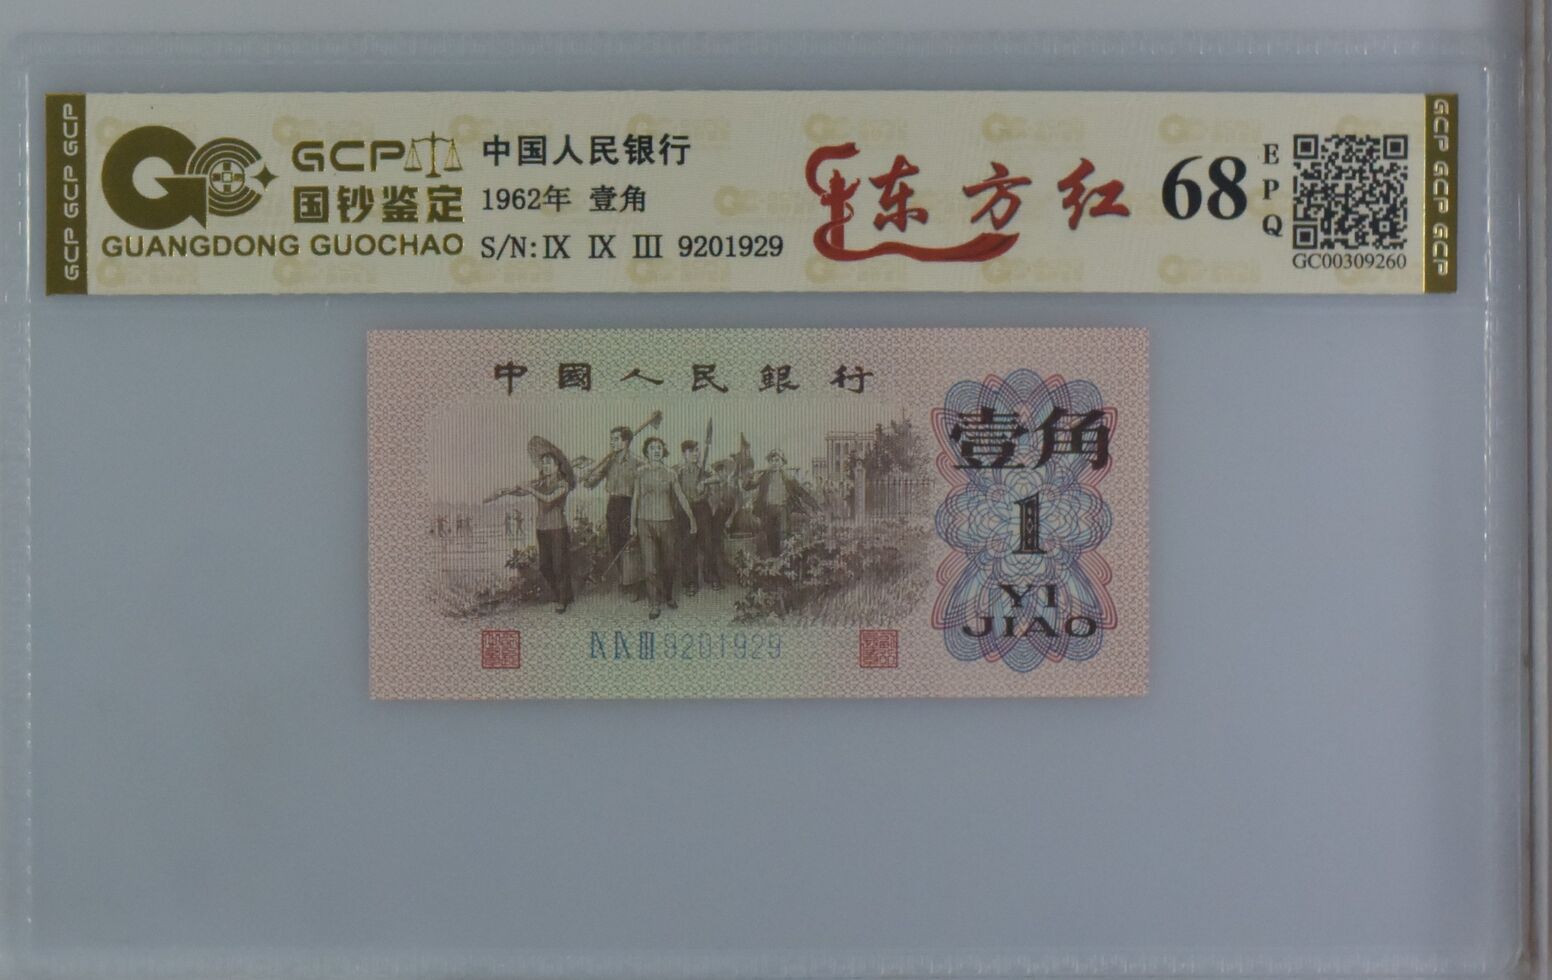 GCP GCP GCP
GCP
国钞鉴定
GUANGDONG GUOCHAO
中国人民银行
1962年 壹角
S/N: IX IX III 9201929
东方红
68
EPQ
GC00309260
GCP GCP GCP
中國人民銀行
壹角
1
YI
JIAO
IX IX III 9201929